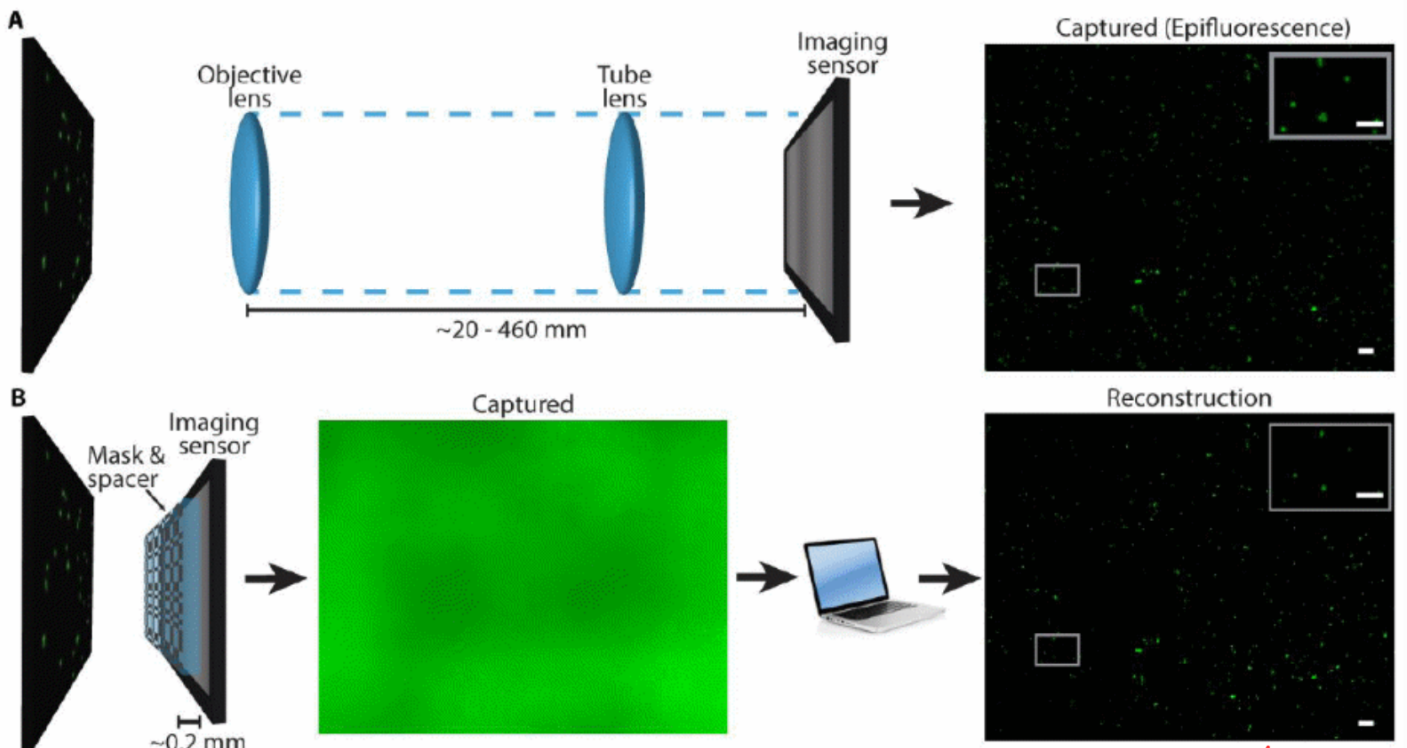 A
Objective
lens
Tube
lens
Imaging
sensor
Captured (Epifluorescence)
~20 - 460 mm
B
Mask &
spacer
Imaging
sensor
Captured
Reconstruction
~0.2 mm